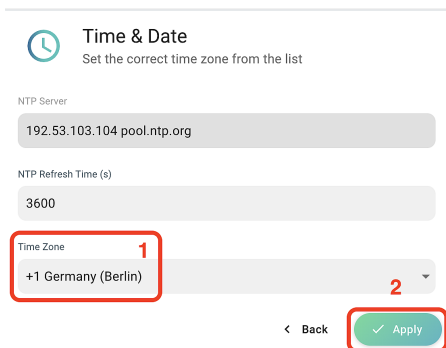 Time & Date
Set the correct time zone from the list
NTP Server
192.53.103.104 pool.ntp.org
NTP Refresh Time (s)
3600
Time Zone
1
+1 Germany (Berlin)
2
Back
Apply